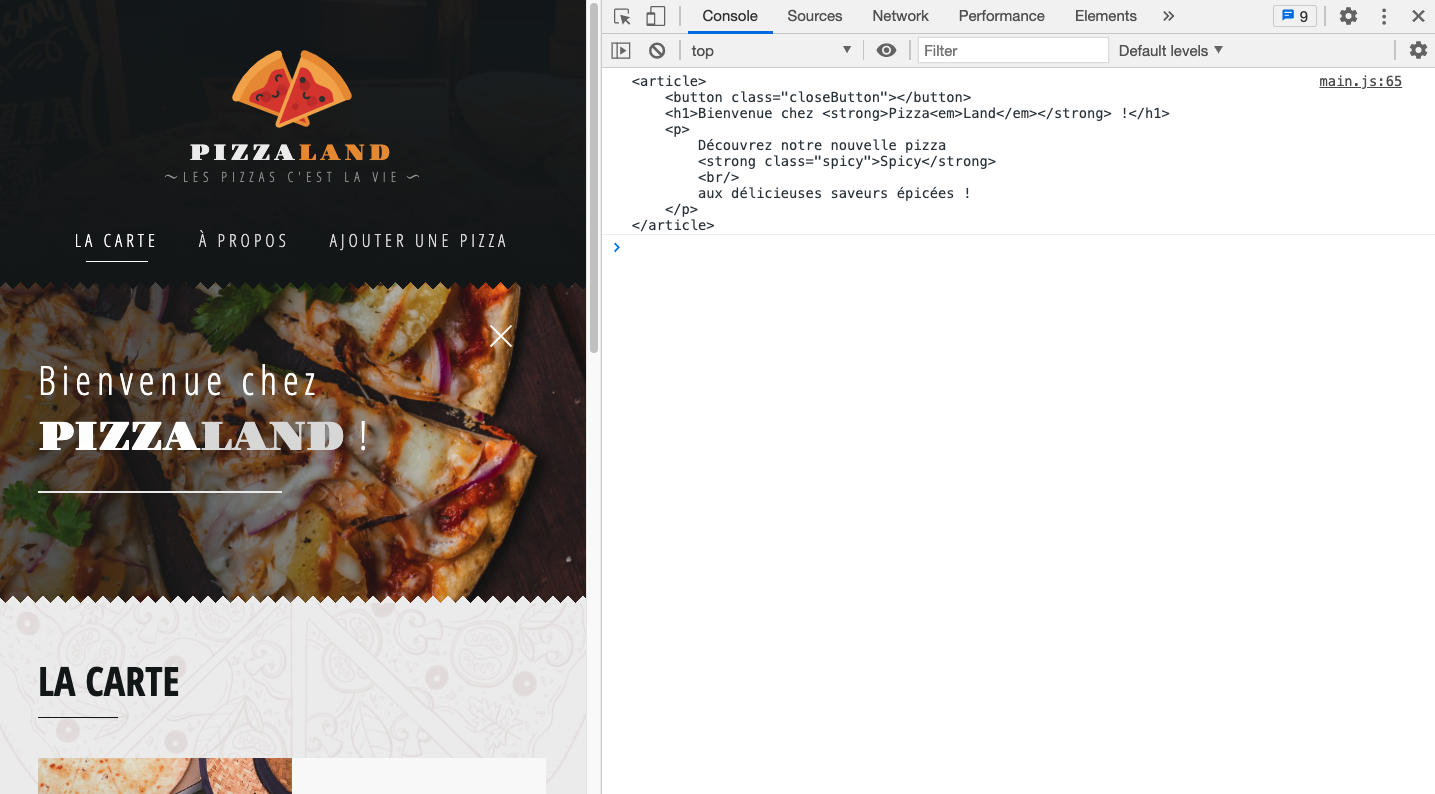 PIZZALAND
LES PIZZAS C'EST LA VIE
LA CARTE À PROPOS AJOUTER UNE PIZZA
Bienvenue chez
PIZZALAND !
LA CARTE
Console Sources Network Performance Elements » 9
top Filter Default levels
<article> main.js:65
<button class="closeButton"></button>
<h1>Bienvenue chez <strong>Pizza<em>Land</em></strong> !</h1>
<p>
Découvrez notre nouvelle pizza
<strong class="spicy">Spicy</strong>
<br/>
aux délicieuses saveurs épicées !
</p>
</article>